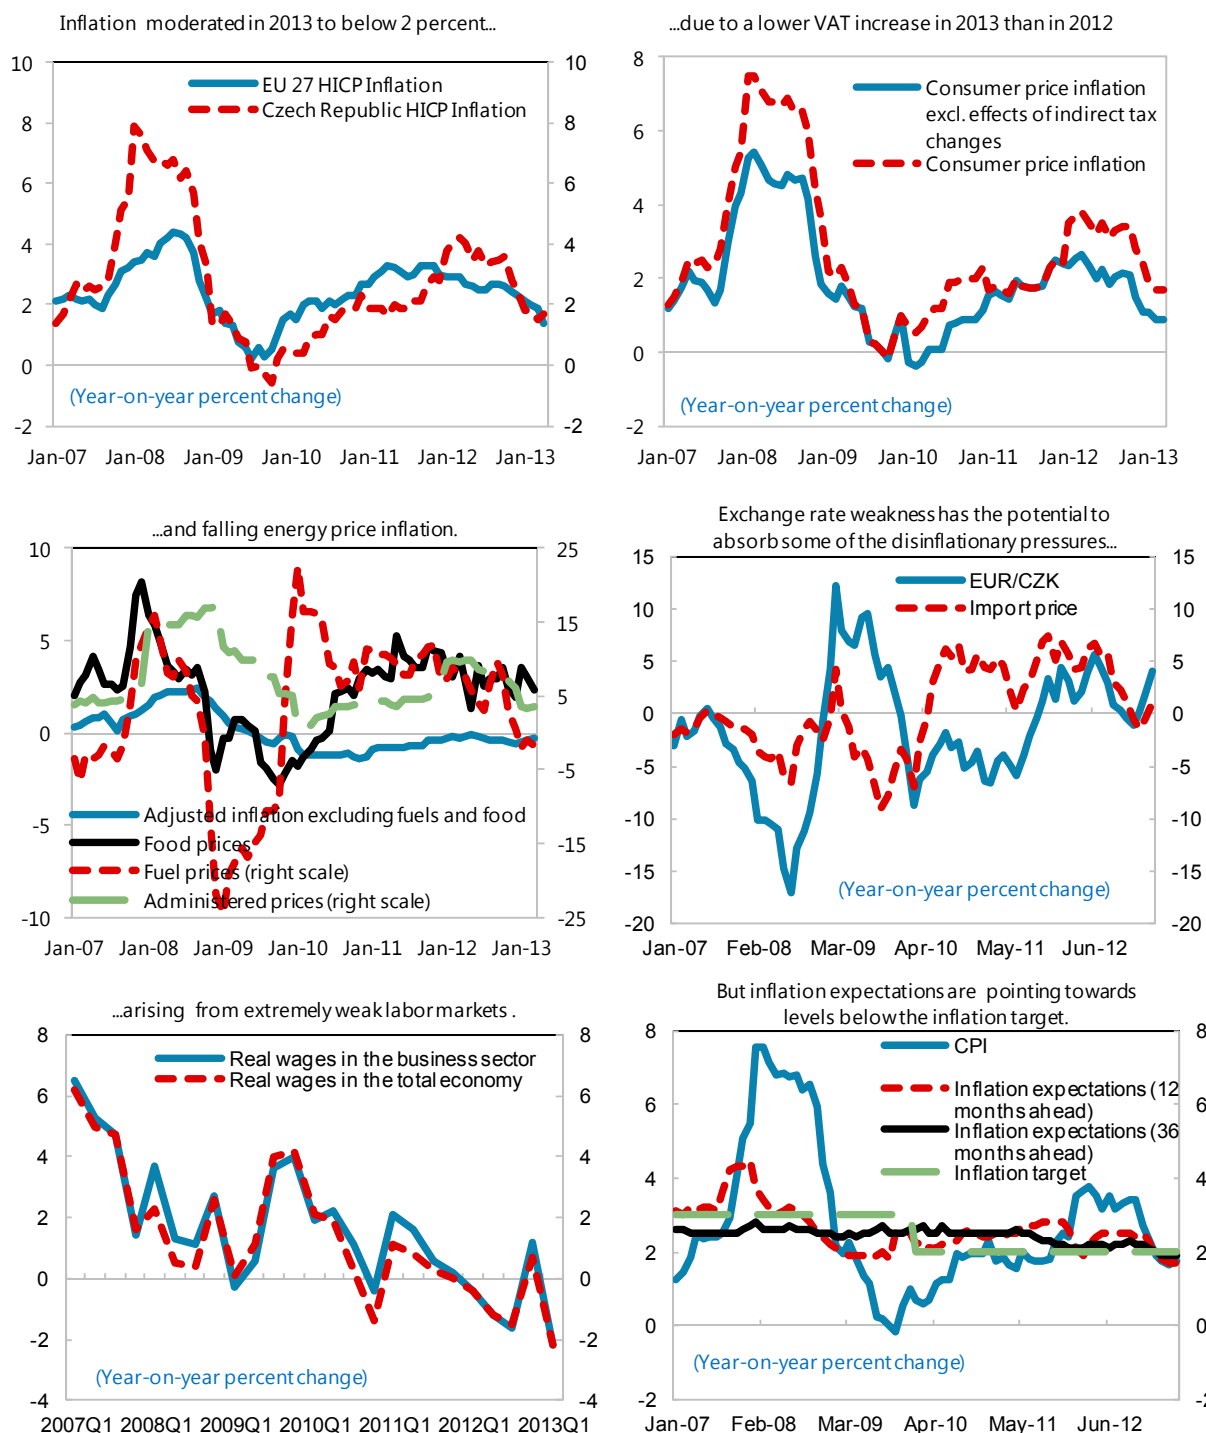 Inflation moderated in 2013 to below 2 percent...
10
8
6
4
2
0
-2
10
8
6
4
2
0
-2
EU 27 HICP Inflation
Czech Republic HICP Inflation
(Year-on-year percent change)
Jan-07 Jan-08 Jan-09 Jan-10 Jan-11 Jan-12 Jan-13
...due to a lower VAT increase in 2013 than in 2012
8
6
4
2
0
-2
Consumer price inflation
excl. effects of indirect tax
changes
Consumer price inflation
(Year-on-year percent change)
Jan-07 Jan-08 Jan-09 Jan-10 Jan-11 Jan-12 Jan-13
...and falling energy price inflation.
10
5
0
-5
-10
25
15
5
-5
-15
-25
Adjusted inflation excluding fuels and food
Food prices
Fuel prices (right scale)
Administered prices (right scale)
Jan-07 Jan-08 Jan-09 Jan-10 Jan-11 Jan-12 Jan-13
Exchange rate weakness has the potential to
absorb some of the disinflationary pressures...
15
10
5
0
-5
-10
-15
-20
15
10
5
0
-5
-10
-15
-20
EUR/CZK
Import price
(Year-on-year percent change)
Jan-07 Feb-08 Mar-09 Apr-10 May-11 Jun-12
...arising from extremely weak labor markets .
8
6
4
2
0
-2
-4
8
6
4
2
0
-2
-4
Real wages in the business sector
Real wages in the total economy
(Year-on-year percent change)
2007Q1 2008Q1 2009Q1 2010Q1 2011Q1 2012Q1 2013Q1
But inflation expectations are pointing towards
levels below the inflation target.
8
6
4
2
0
-2
8
6
4
2
0
-2
CPI
Inflation expectations (12
months ahead)
Inflation expectations (36
months ahead)
Inflation target
(Year-on-year percent change)
Jan-07 Feb-08 Mar-09 Apr-10 May-11 Jun-12